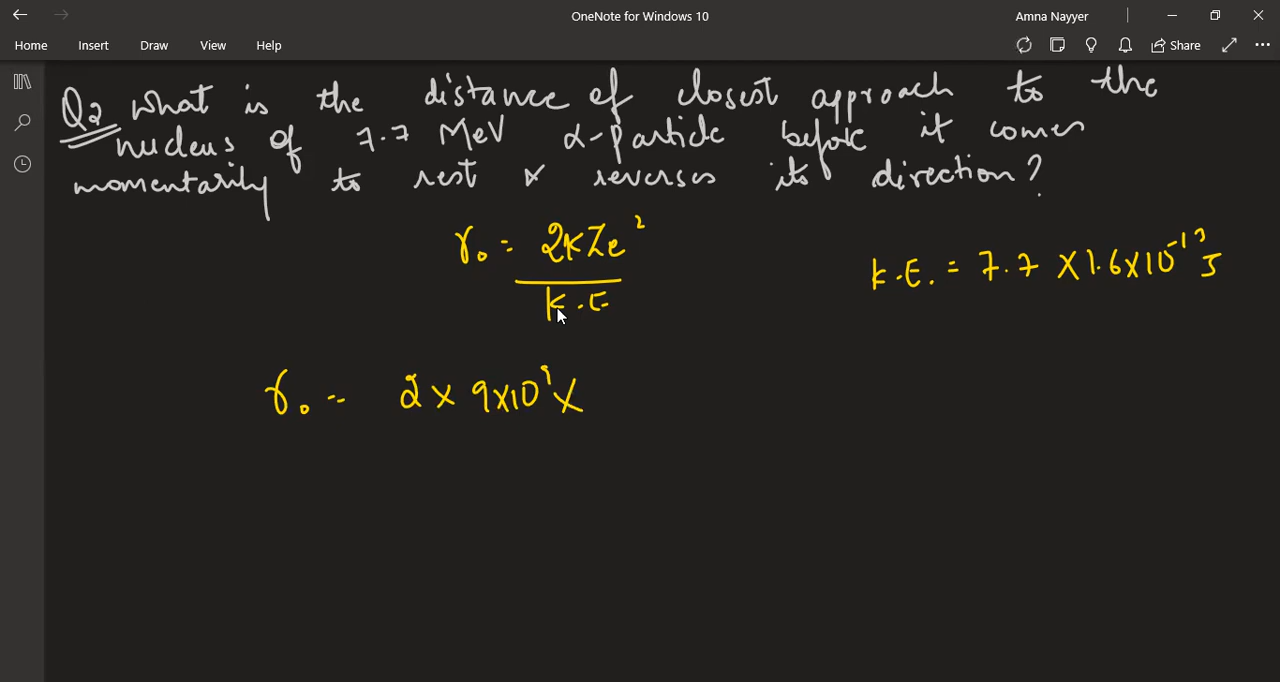 OneNote for Windows 10
Amna Nayyer
Home Insert Draw View Help
Share
Q2 what is the distance of closest approach to the
nucleus of 7.7 MeV α-particle before it comes
momentarily to rest & reverses its direction?
r₀ = 2KZe²
K.E
K.E. = 7.7 X 1.6 X 10⁻¹³ J
r₀ = 2 X 9X10⁹ X